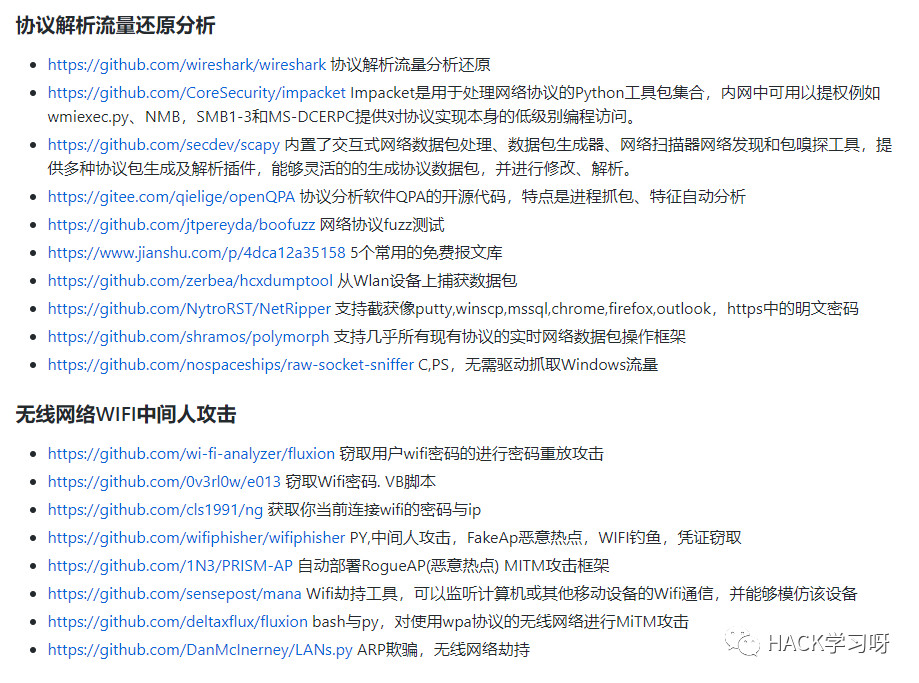 协议解析流量还原分析
https://github.com/wireshark/wireshark 协议解析流量分析还原
https://github.com/CoreSecurity/impacket Impacket是用于处理网络协议的Python工具包集合，内网中可用以提权例如
wmiexec.py、NMB，SMB1-3和MS-DCERPC提供对协议实现本身的低级别编程访问。
https://github.com/secdev/scapy 内置了交互式网络数据包处理、数据包生成器、网络扫描器网络发现和包嗅探工具，提
供多种协议包生成及解析插件，能够灵活的的生成协议数据包，并进行修改、解析。
https://gitee.com/qielige/openQPA 协议分析软件QPA的开源代码，特点是进程抓包、特征自动分析
https://github.com/jtpereyda/boofuzz 网络协议fuzz测试
https://www.jianshu.com/p/4dca12a35158 5个常用的免费报文库
https://github.com/zerbea/hcxdumptool 从Wlan设备上捕获数据包
https://github.com/NytroRST/NetRipper 支持截获像putty,winscp,mssql,chrome,firefox,outlook，https中的明文密码
https://github.com/shramos/polymorph 支持几乎所有现有协议的实时网络数据包操作框架
https://github.com/nospaceships/raw-socket-sniffer C,PS，无需驱动抓取Windows流量
无线网络WIFI中间人攻击
https://github.com/wi-fi-analyzer/fluxion 窃取用户wifi密码的进行密码重放攻击
https://github.com/0v3rl0w/e013 窃取Wifi密码. VB脚本
https://github.com/cls1991/ng 获取你当前连接wifi的密码与ip
https://github.com/wifiphisher/wifiphisher PY,中间人攻击，FakeAp恶意热点，WIFI钓鱼，凭证窃取
https://github.com/1N3/PRISM-AP 自动部署RogueAP(恶意热点) MITM攻击框架
https://github.com/sensepost/mana Wifi劫持工具，可以监听计算机或其他移动设备的Wifi通信，并能够模仿该设备
https://github.com/deltaxflux/fluxion bash与py，对使用wpa协议的无线网络进行MiTM攻击
https://github.com/DanMcInerney/LANs.py ARP欺骗，无线网络劫持
HACK学习呀